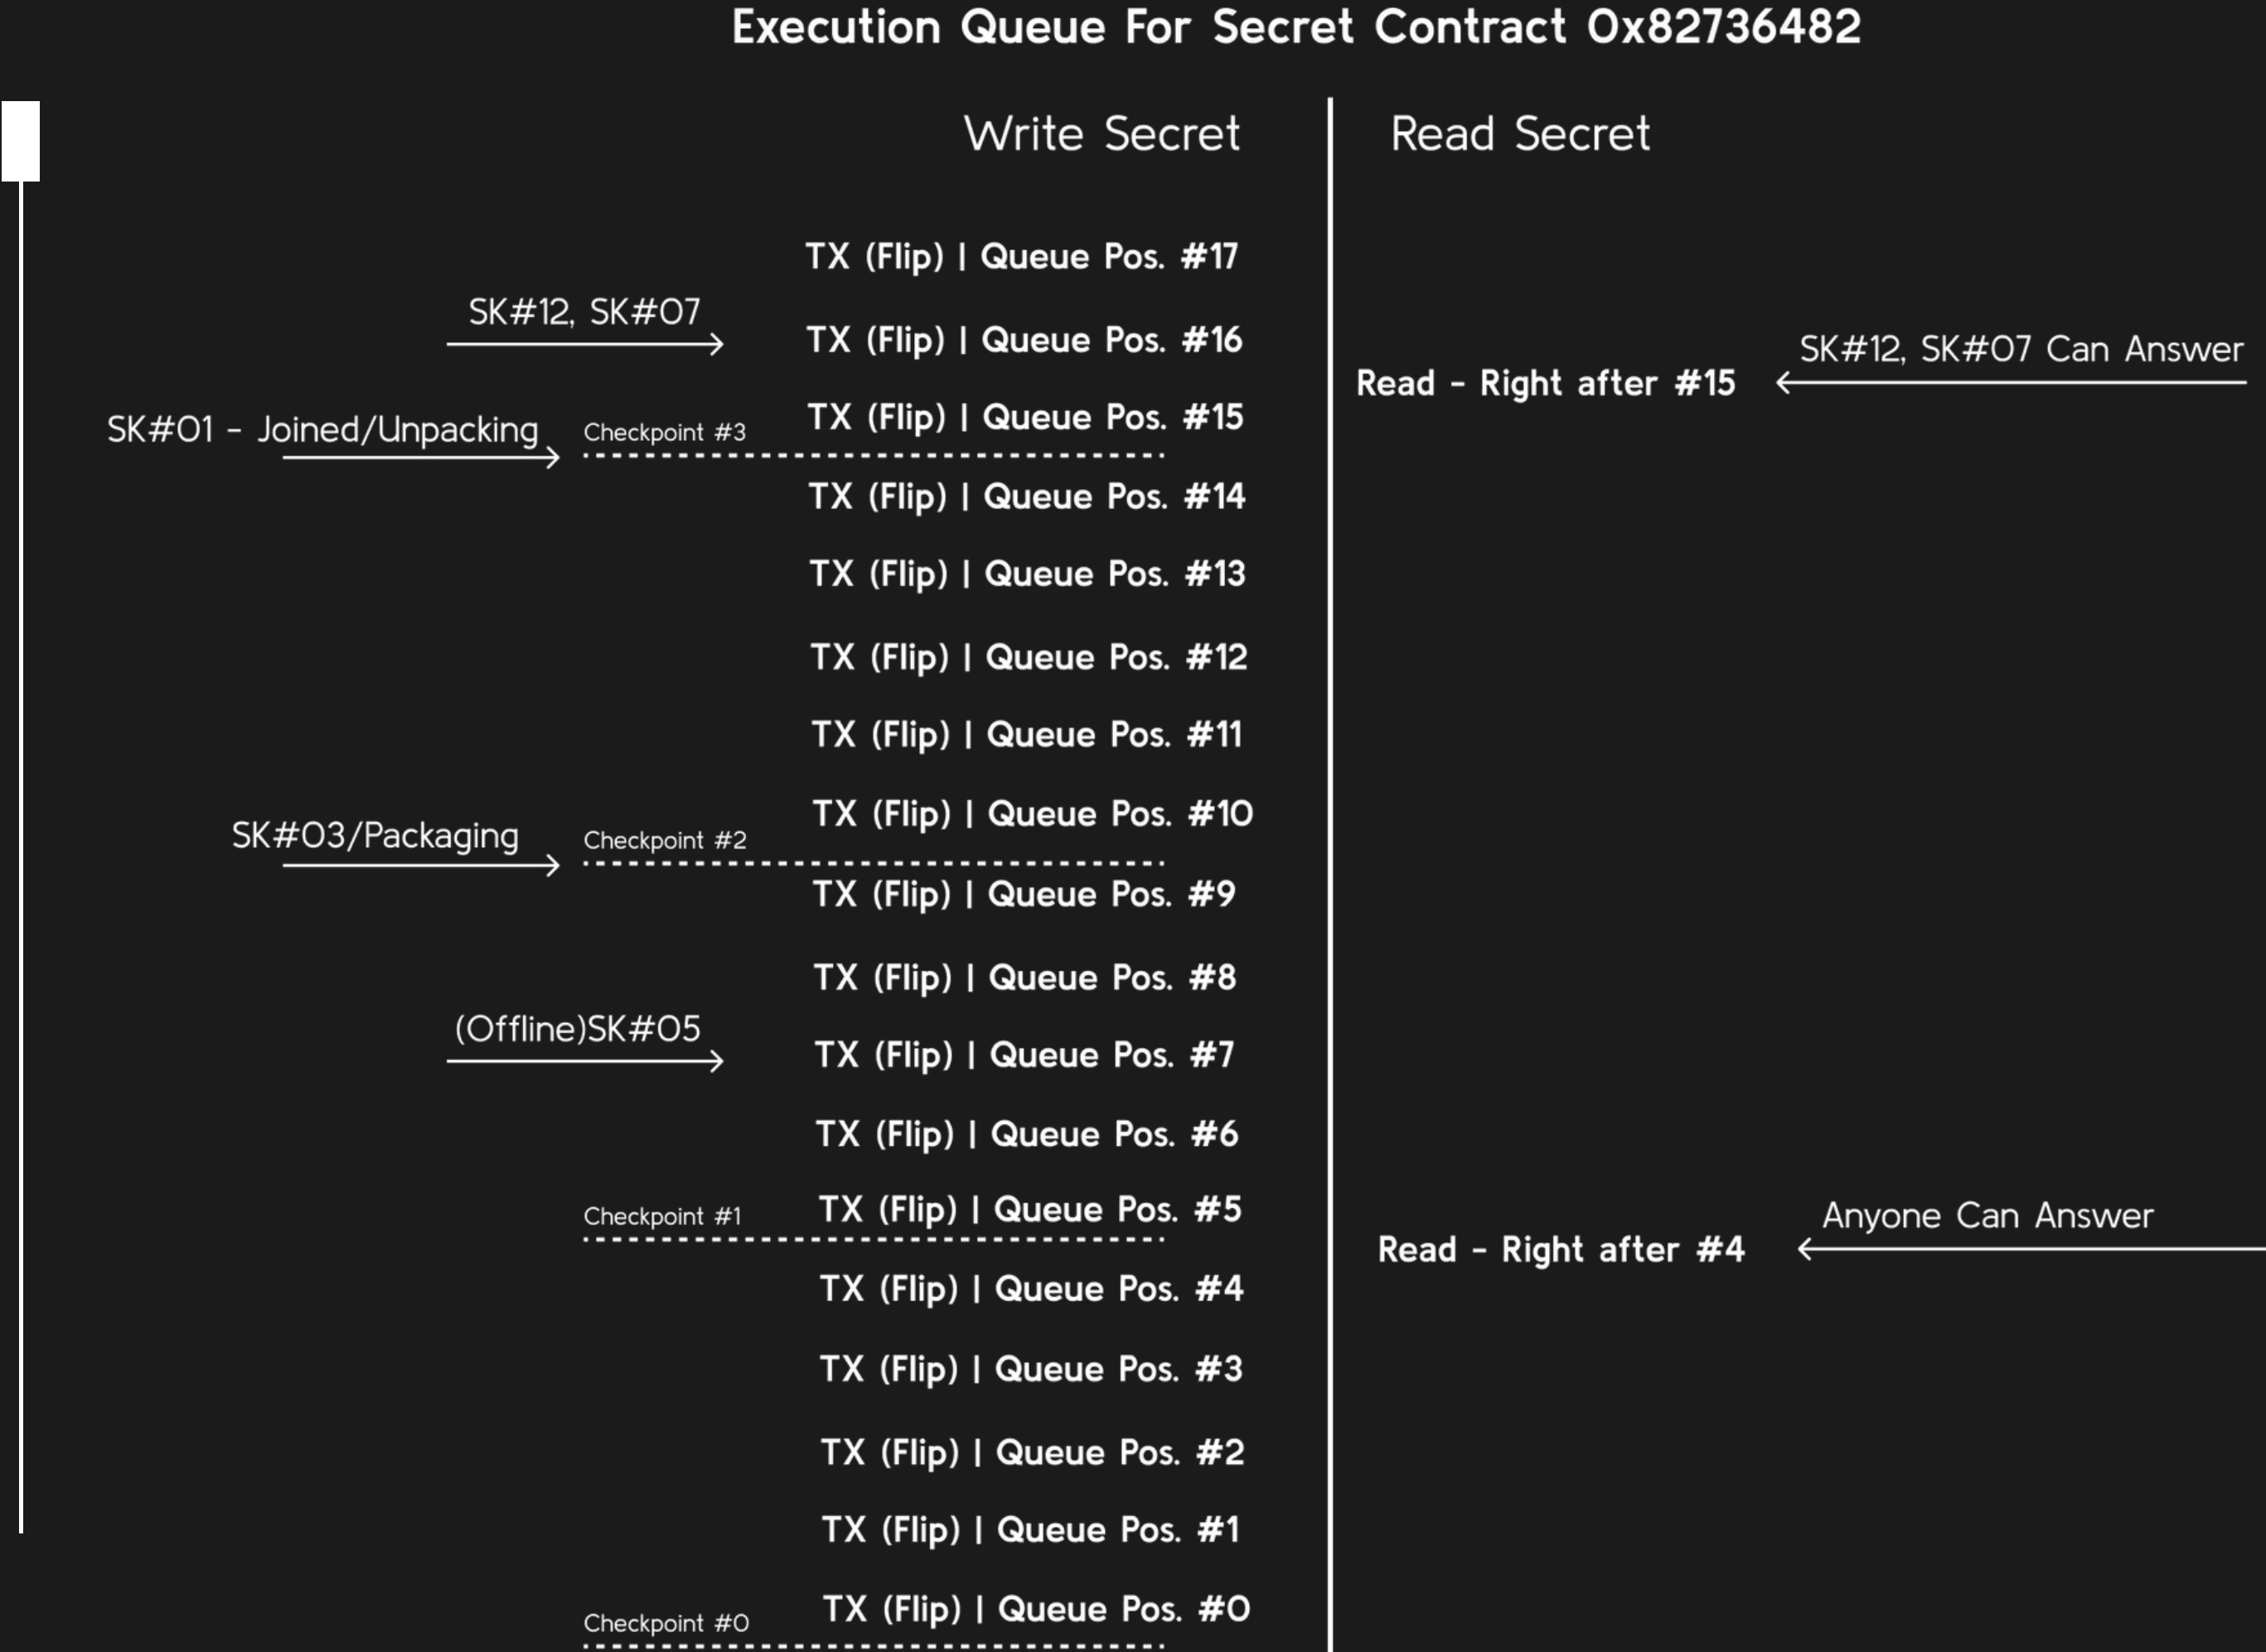 Execution Queue For Secret Contract 0x82736482
Write Secret
Read Secret
TX (Flip) | Queue Pos. #17
SK#12, SK#07
TX (Flip) | Queue Pos. #16
SK#12, SK#07 Can Answer
Read - Right after #15
TX (Flip) | Queue Pos. #15
SK#01 - Joined/Unpacking
Checkpoint #3
TX (Flip) | Queue Pos. #14
TX (Flip) | Queue Pos. #13
TX (Flip) | Queue Pos. #12
TX (Flip) | Queue Pos. #11
TX (Flip) | Queue Pos. #10
SK#03/Packaging
Checkpoint #2
TX (Flip) | Queue Pos. #9
TX (Flip) | Queue Pos. #8
(Offline)SK#05
TX (Flip) | Queue Pos. #7
TX (Flip) | Queue Pos. #6
TX (Flip) | Queue Pos. #5
Checkpoint #1
Anyone Can Answer
Read - Right after #4
TX (Flip) | Queue Pos. #4
TX (Flip) | Queue Pos. #3
TX (Flip) | Queue Pos. #2
TX (Flip) | Queue Pos. #1
TX (Flip) | Queue Pos. #0
Checkpoint #0